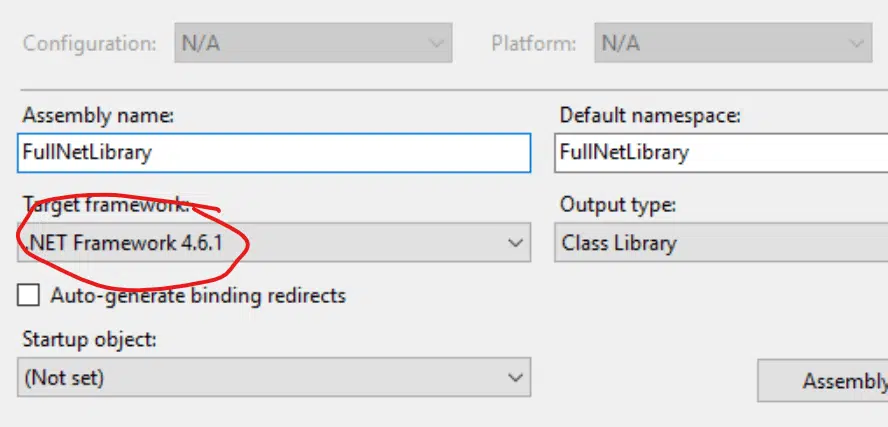 Configuration: N/A Platform: N/A
Assembly name: Default namespace:
FullNetLibrary FullNetLibrary
Target framework: Output type:
.NET Framework 4.6.1 Class Library
Auto-generate binding redirects
Startup object:
(Not set) Assembly